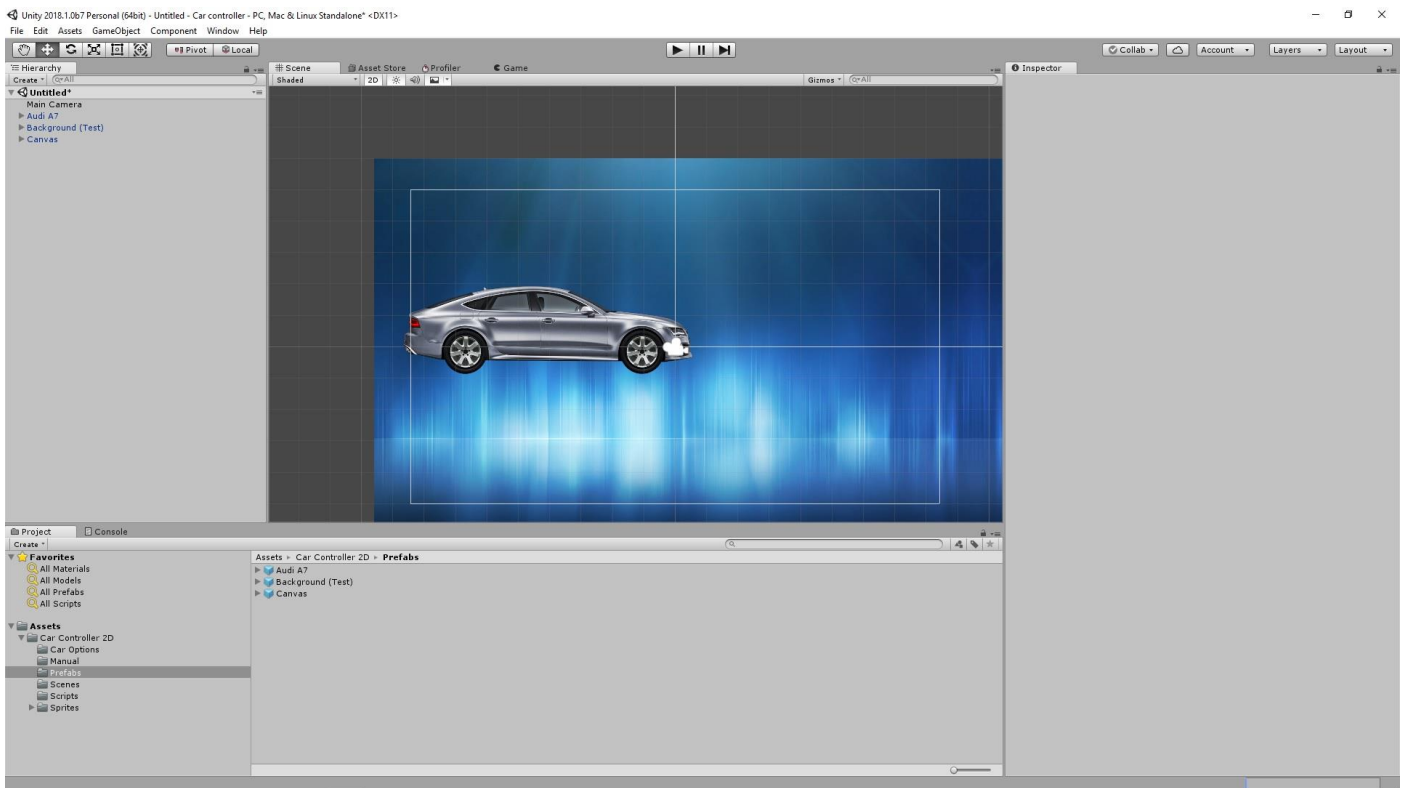 Unity 2018.1.0b7 Personal (64bit) - Untitled - Car controller - PC, Mac & Linux Standalone* <DX11>
File Edit Assets GameObject Component Window Help
Pivot Local Collab Account Layers Layout
Hierarchy # Scene Asset Store Profiler Game Inspector
Create All Shaded 2D Gizmos All
Untitled*
Main Camera
Audi A7
Background (Test)
Canvas
Project Console
Create
Favorites Assets Car Controller 2D Prefabs
All Materials Audi A7
All Models Background (Test)
All Prefabs Canvas
All Scripts
Assets
Car Controller 2D
Car Options
Manual
Prefabs
Scenes
Scripts
Sprites